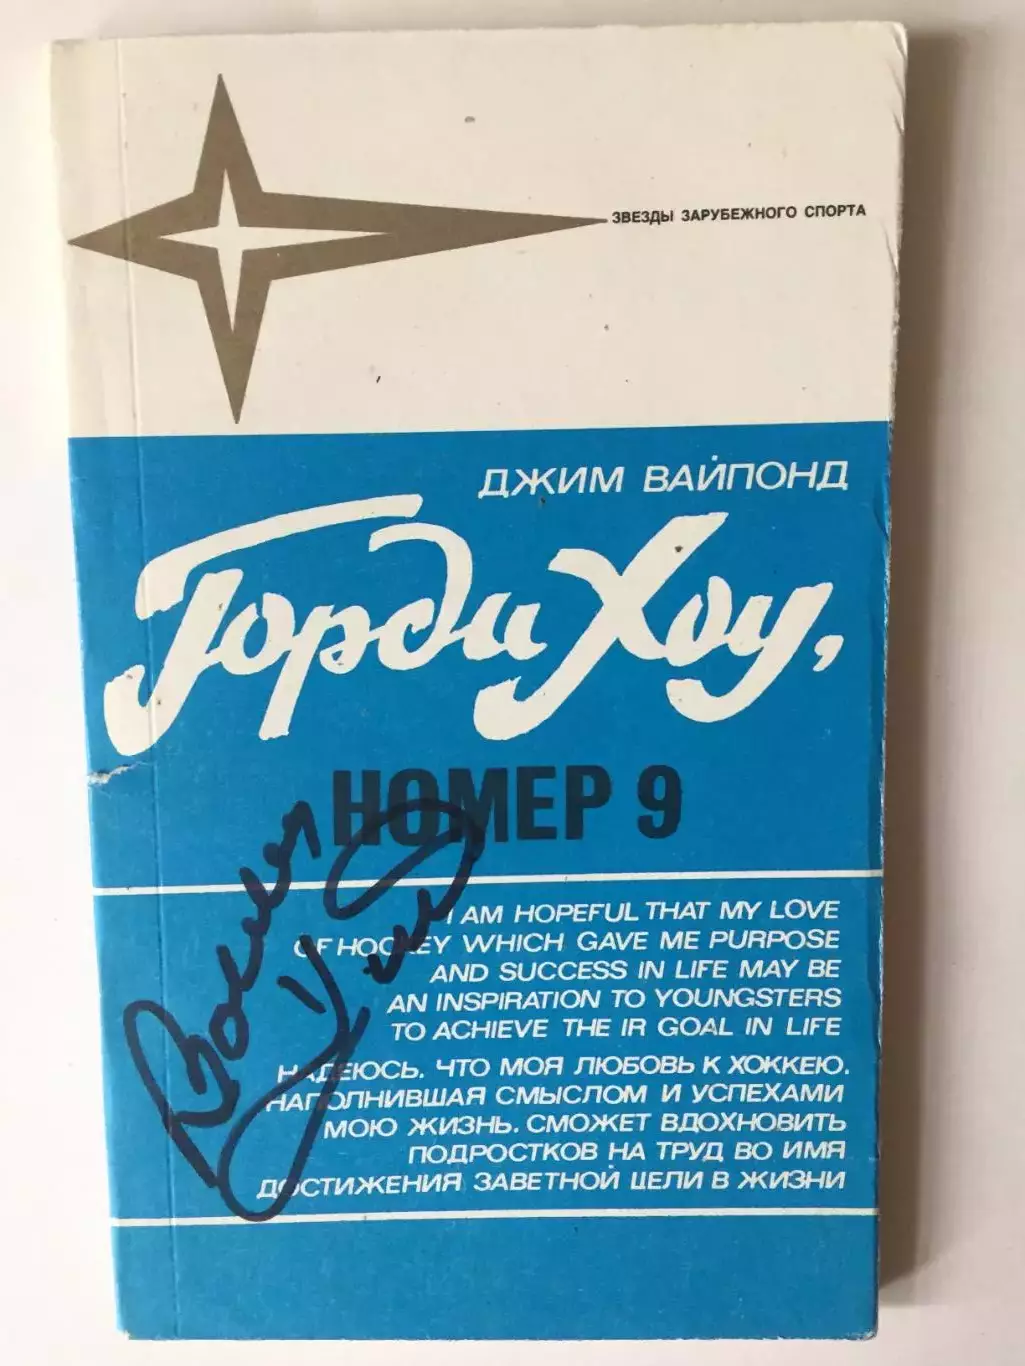 ЗВЕЗДЫ ЗАРУБЕЖНОГО СПОРТА
ДЖИМ ВАЙПОНД
Горди Хоу,
НОМЕР 9
I AM HOPEFUL THAT MY LOVE
OF HOCKEY WHICH GAVE ME PURPOSE
AND SUCCESS IN LIFE MAY BE
AN INSPIRATION TO YOUNGSTERS
TO ACHIEVE THE IR GOAL IN LIFE
НАДЕЮСЬ, ЧТО МОЯ ЛЮБОВЬ К ХОККЕЮ,
НАПОЛНИВШАЯ СМЫСЛОМ И УСПЕХАМИ
МОЮ ЖИЗНЬ, СМОЖЕТ ВДОХНОВИТЬ
ПОДРОСТКОВ НА ТРУД ВО ИМЯ
ДОСТИЖЕНИЯ ЗАВЕТНОЙ ЦЕЛИ В ЖИЗНИ